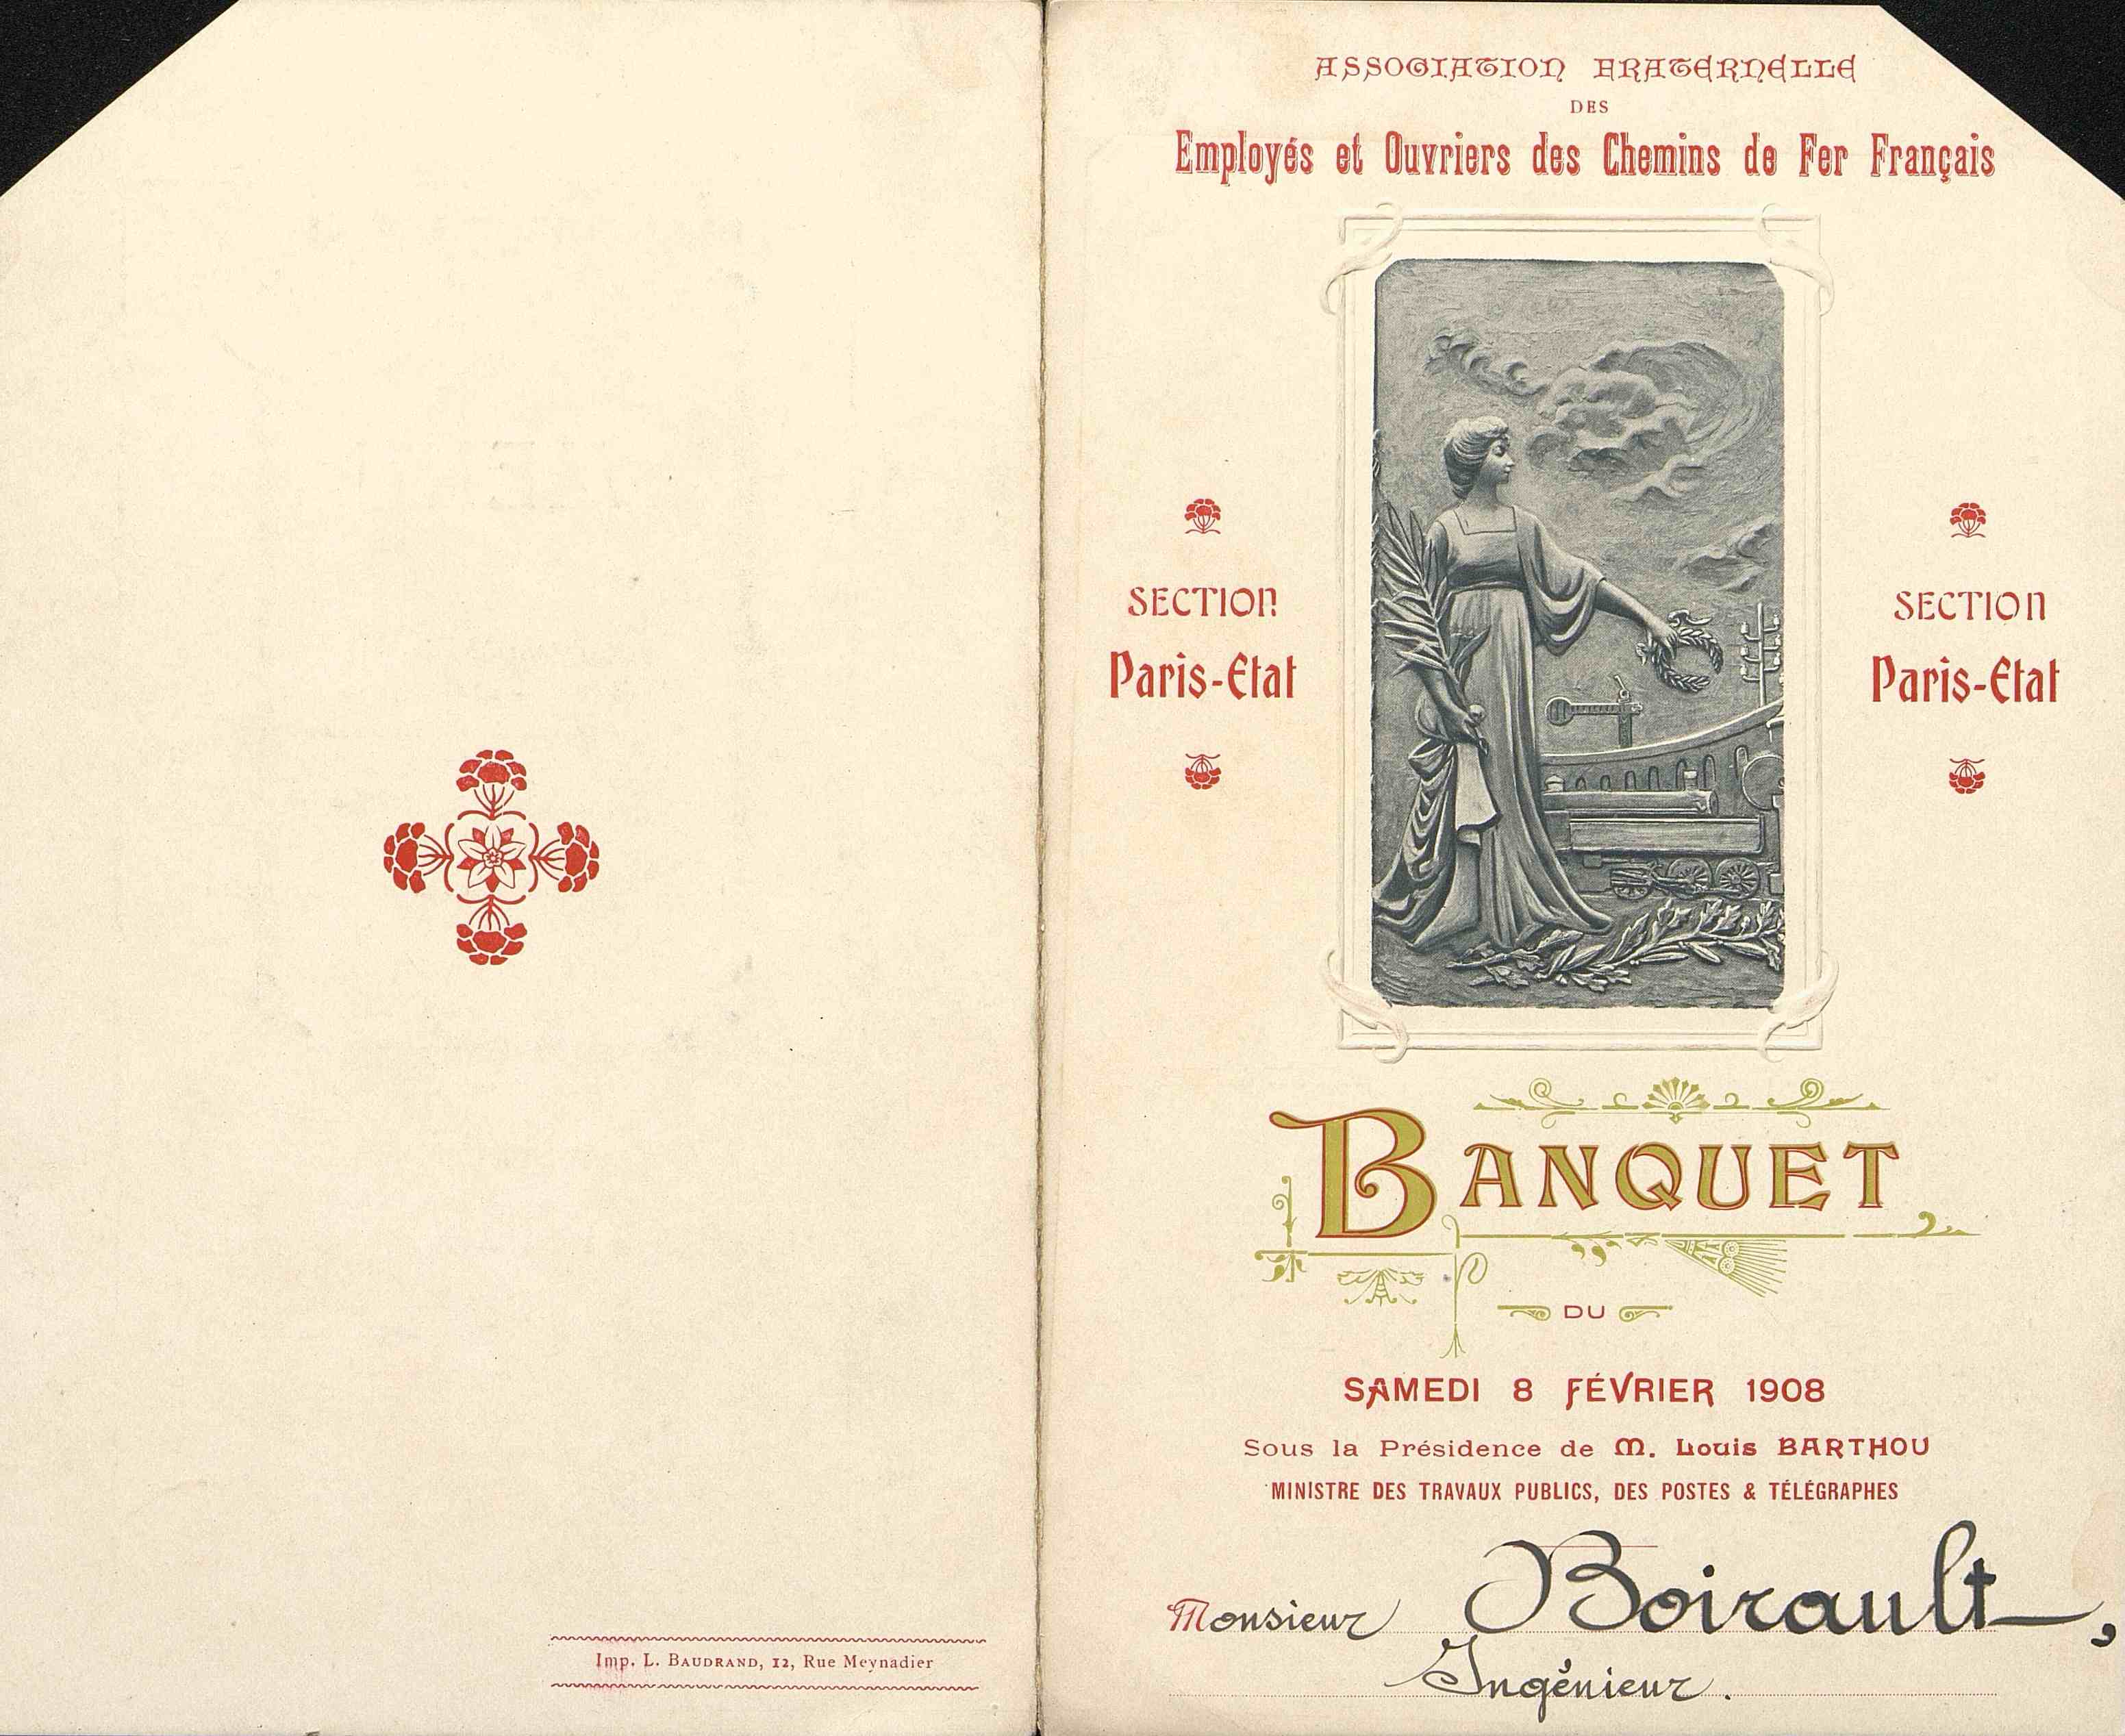 Imp. L. BAUDRAND, 12, Rue Meynadier
ASSOCIATION FRATERNELLE
DES
Employés et Ouvriers des Chemins de Fer Français
SECTION
Paris-Etat
SECTION
Paris-Etat
BANQUET
DU
SAMEDI 8 FÉVRIER 1908
Sous la Présidence de M. Louis BARTHOU
MINISTRE DES TRAVAUX PUBLICS, DES POSTES & TÉLÉGRAPHES
Monsieur Boirault,
Ingénieur.